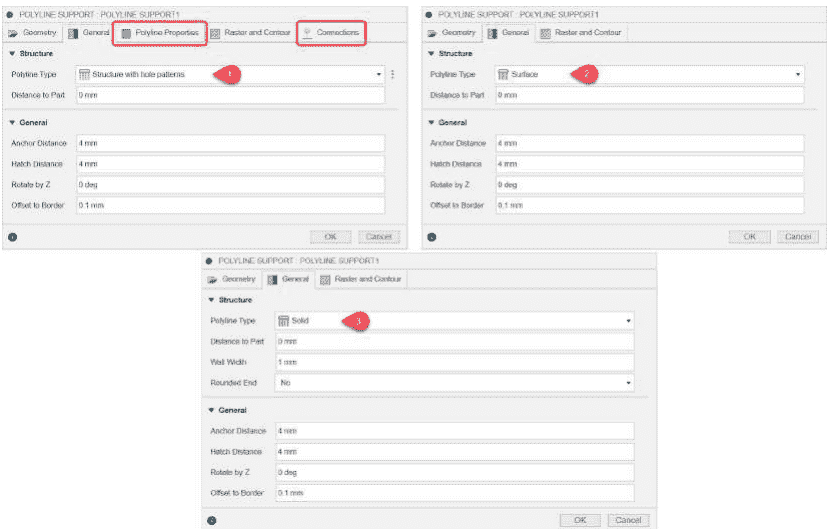 POLYLINE SUPPORT : POLYLINE SUPPORT1
Geometry General Polyline Properties Raster and Contour Connections
Structure
Polyline Type Structure with hole patterns 1
Distance to Part 0 mm
General
Anchor Distance 4 mm
Hatch Distance 4 mm
Rotate by Z 0 deg
Offset to Border 0.1 mm
OK Cancel
POLYLINE SUPPORT : POLYLINE SUPPORT1
Geometry General Raster and Contour
Structure
Polyline Type Surface 2
Distance to Part 0 mm
General
Anchor Distance 4 mm
Hatch Distance 4 mm
Rotate by Z 0 deg
Offset to Border 0.1 mm
OK Cancel
POLYLINE SUPPORT : POLYLINE SUPPORT1
Geometry General Raster and Contour
Structure
Polyline Type Solid 3
Distance to Part 0 mm
Wall Width 1 mm
Rounded End No
General
Anchor Distance 4 mm
Hatch Distance 4 mm
Rotate by Z 0 deg
Offset to Border 0.1 mm
OK Cancel